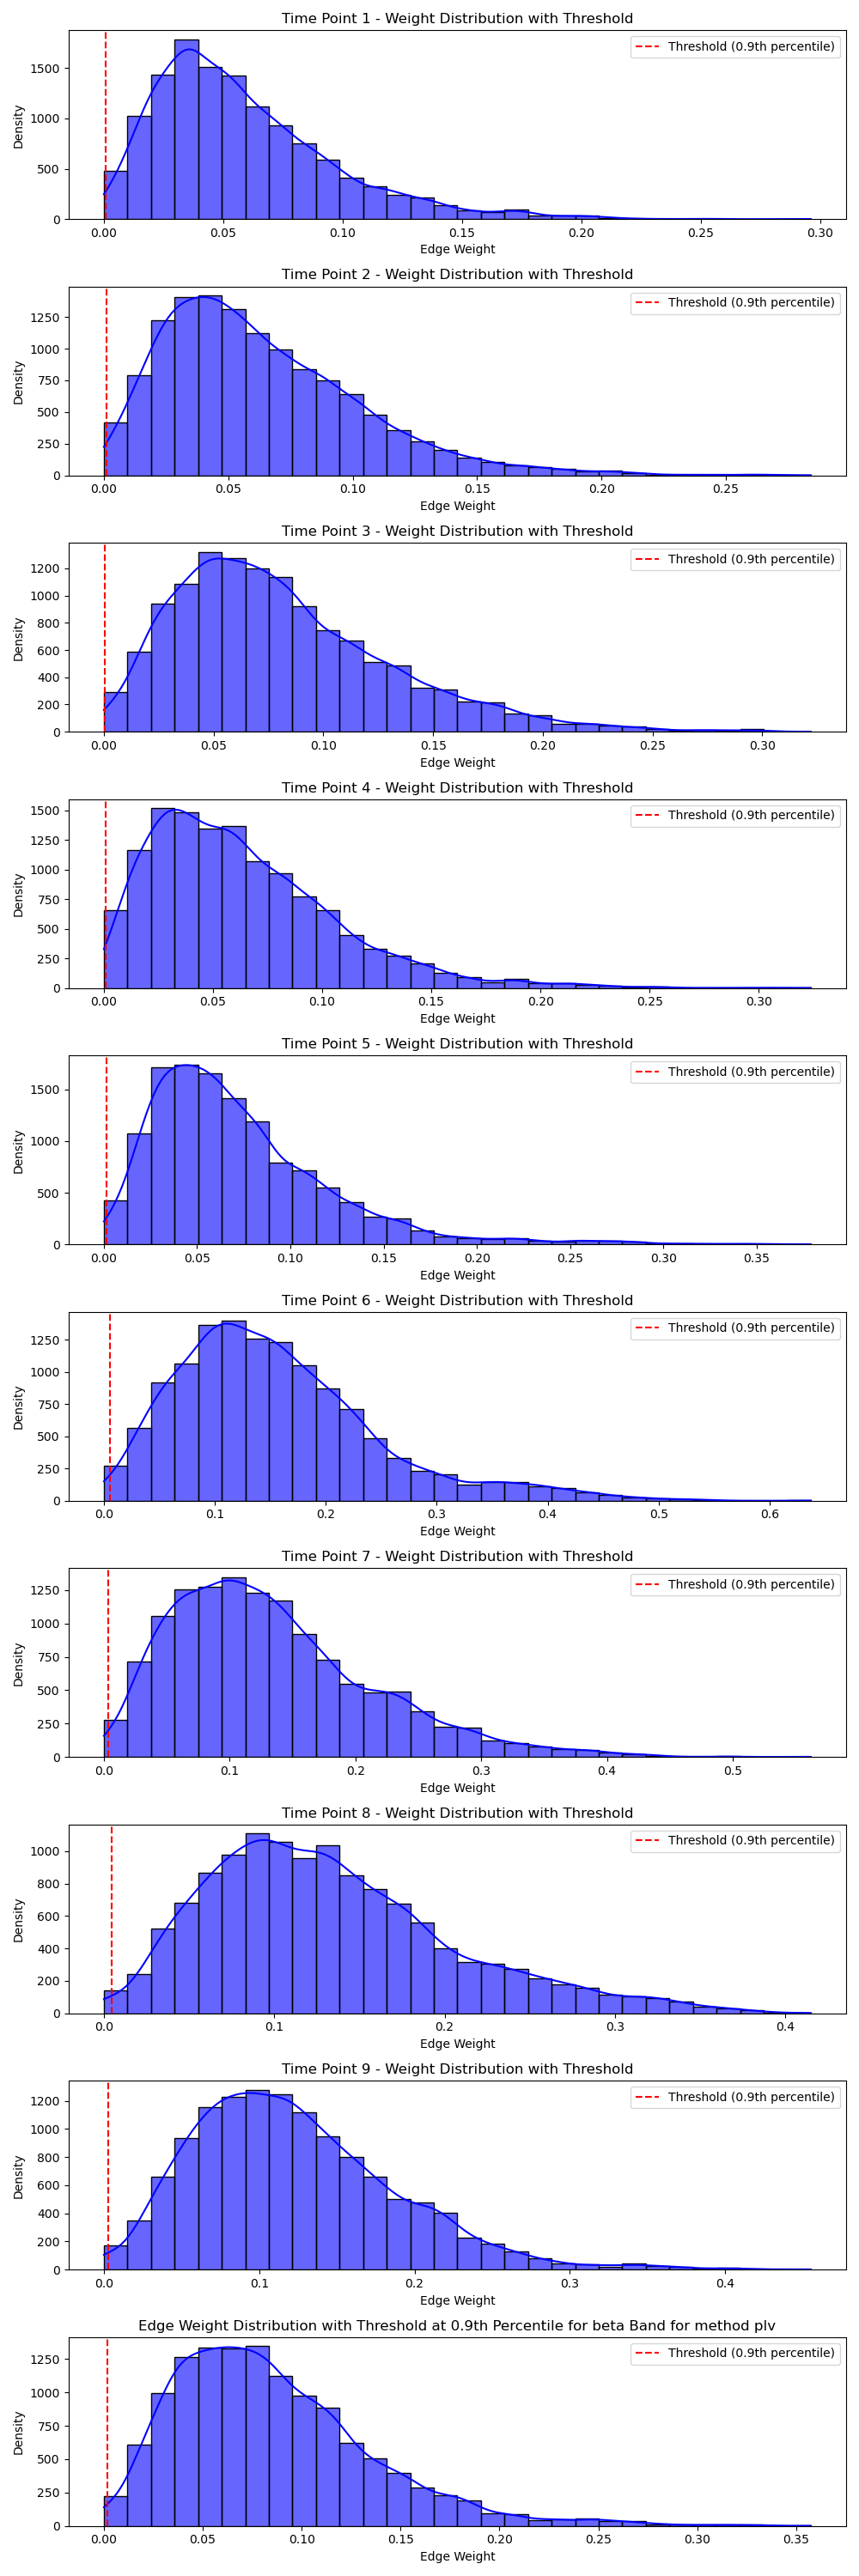 Time Point 1 - Weight Distribution with Threshold
Threshold (0.9th percentile)
Density
1500
1000
500
0
0.00 0.05 0.10 0.15 0.20 0.25 0.30
Edge Weight
Time Point 2 - Weight Distribution with Threshold
Threshold (0.9th percentile)
Density
1250
1000
750
500
250
0
0.00 0.05 0.10 0.15 0.20 0.25
Edge Weight
Time Point 3 - Weight Distribution with Threshold
Threshold (0.9th percentile)
Density
1200
1000
800
600
400
200
0
0.00 0.05 0.10 0.15 0.20 0.25 0.30
Edge Weight
Time Point 4 - Weight Distribution with Threshold
Threshold (0.9th percentile)
Density
1500
1250
1000
750
500
250
0
0.00 0.05 0.10 0.15 0.20 0.25 0.30
Edge Weight
Time Point 5 - Weight Distribution with Threshold
Threshold (0.9th percentile)
Density
1500
1000
500
0
0.00 0.05 0.10 0.15 0.20 0.25 0.30 0.35
Edge Weight
Time Point 6 - Weight Distribution with Threshold
Threshold (0.9th percentile)
Density
1250
1000
750
500
250
0
0.0 0.1 0.2 0.3 0.4 0.5 0.6
Edge Weight
Time Point 7 - Weight Distribution with Threshold
Threshold (0.9th percentile)
Density
1250
1000
750
500
250
0
0.0 0.1 0.2 0.3 0.4 0.5
Edge Weight
Time Point 8 - Weight Distribution with Threshold
Threshold (0.9th percentile)
Density
1000
800
600
400
200
0
0.0 0.1 0.2 0.3 0.4
Edge Weight
Time Point 9 - Weight Distribution with Threshold
Threshold (0.9th percentile)
Density
1200
1000
800
600
400
200
0
0.0 0.1 0.2 0.3 0.4
Edge Weight
Edge Weight Distribution with Threshold at 0.9th Percentile for beta Band for method plv
Threshold (0.9th percentile)
Density
1250
1000
750
500
250
0
0.00 0.05 0.10 0.15 0.20 0.25 0.30 0.35
Edge Weight